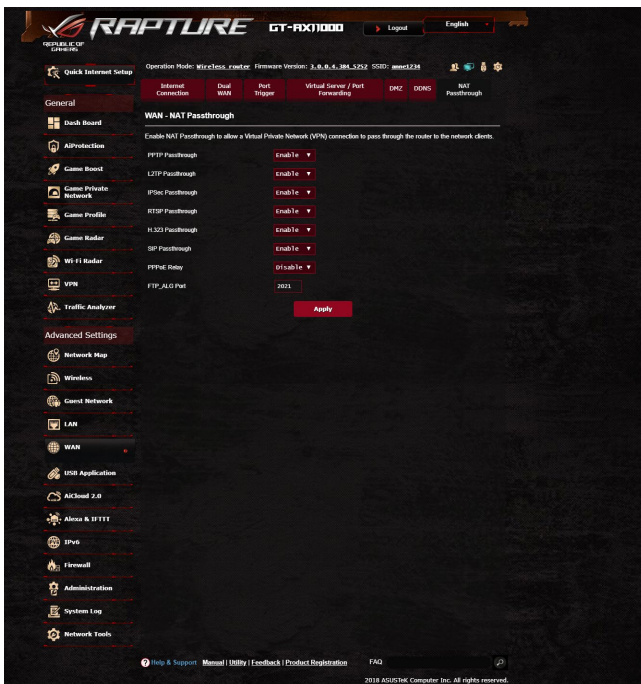 REPUBLIC OF
GAMERS
RAPTURE
GT-AX11000
Logout
English
Quick Internet Setup
General
Dash Board
AiProtection
Game Boost
Game Private
Network
Game Profile
Game Radar
Wi-Fi Radar
VPN
Traffic Analyzer
Advanced Settings
Network Map
Wireless
Guest Network
LAN
WAN
USB Application
AiCloud 2.0
Alexa & IFTTT
IPv6
Firewall
Administration
System Log
Network Tools
Operation Mode: Wireless router Firmware Version: 3.0.0.4.384_5252 SSID: anne1234
Internet
Connection
Dual
WAN
Port
Trigger
Virtual Server / Port
Forwarding
DMZ
DDNS
NAT
Passthrough
WAN - NAT Passthrough
Enable NAT Passthrough to allow a Virtual Private Network (VPN) connection to pass through the router to the network clients.
PPTP Passthrough Enable
L2TP Passthrough Enable
IPSec Passthrough Enable
RTSP Passthrough Enable
H.323 Passthrough Enable
SIP Passthrough Enable
PPPoE Relay Disable
FTP_ALG Port 2021
Apply
? Help & Support Manual | Utility | Feedback | Product Registration FAQ
2018 ASUSTeK Computer Inc. All rights reserved.